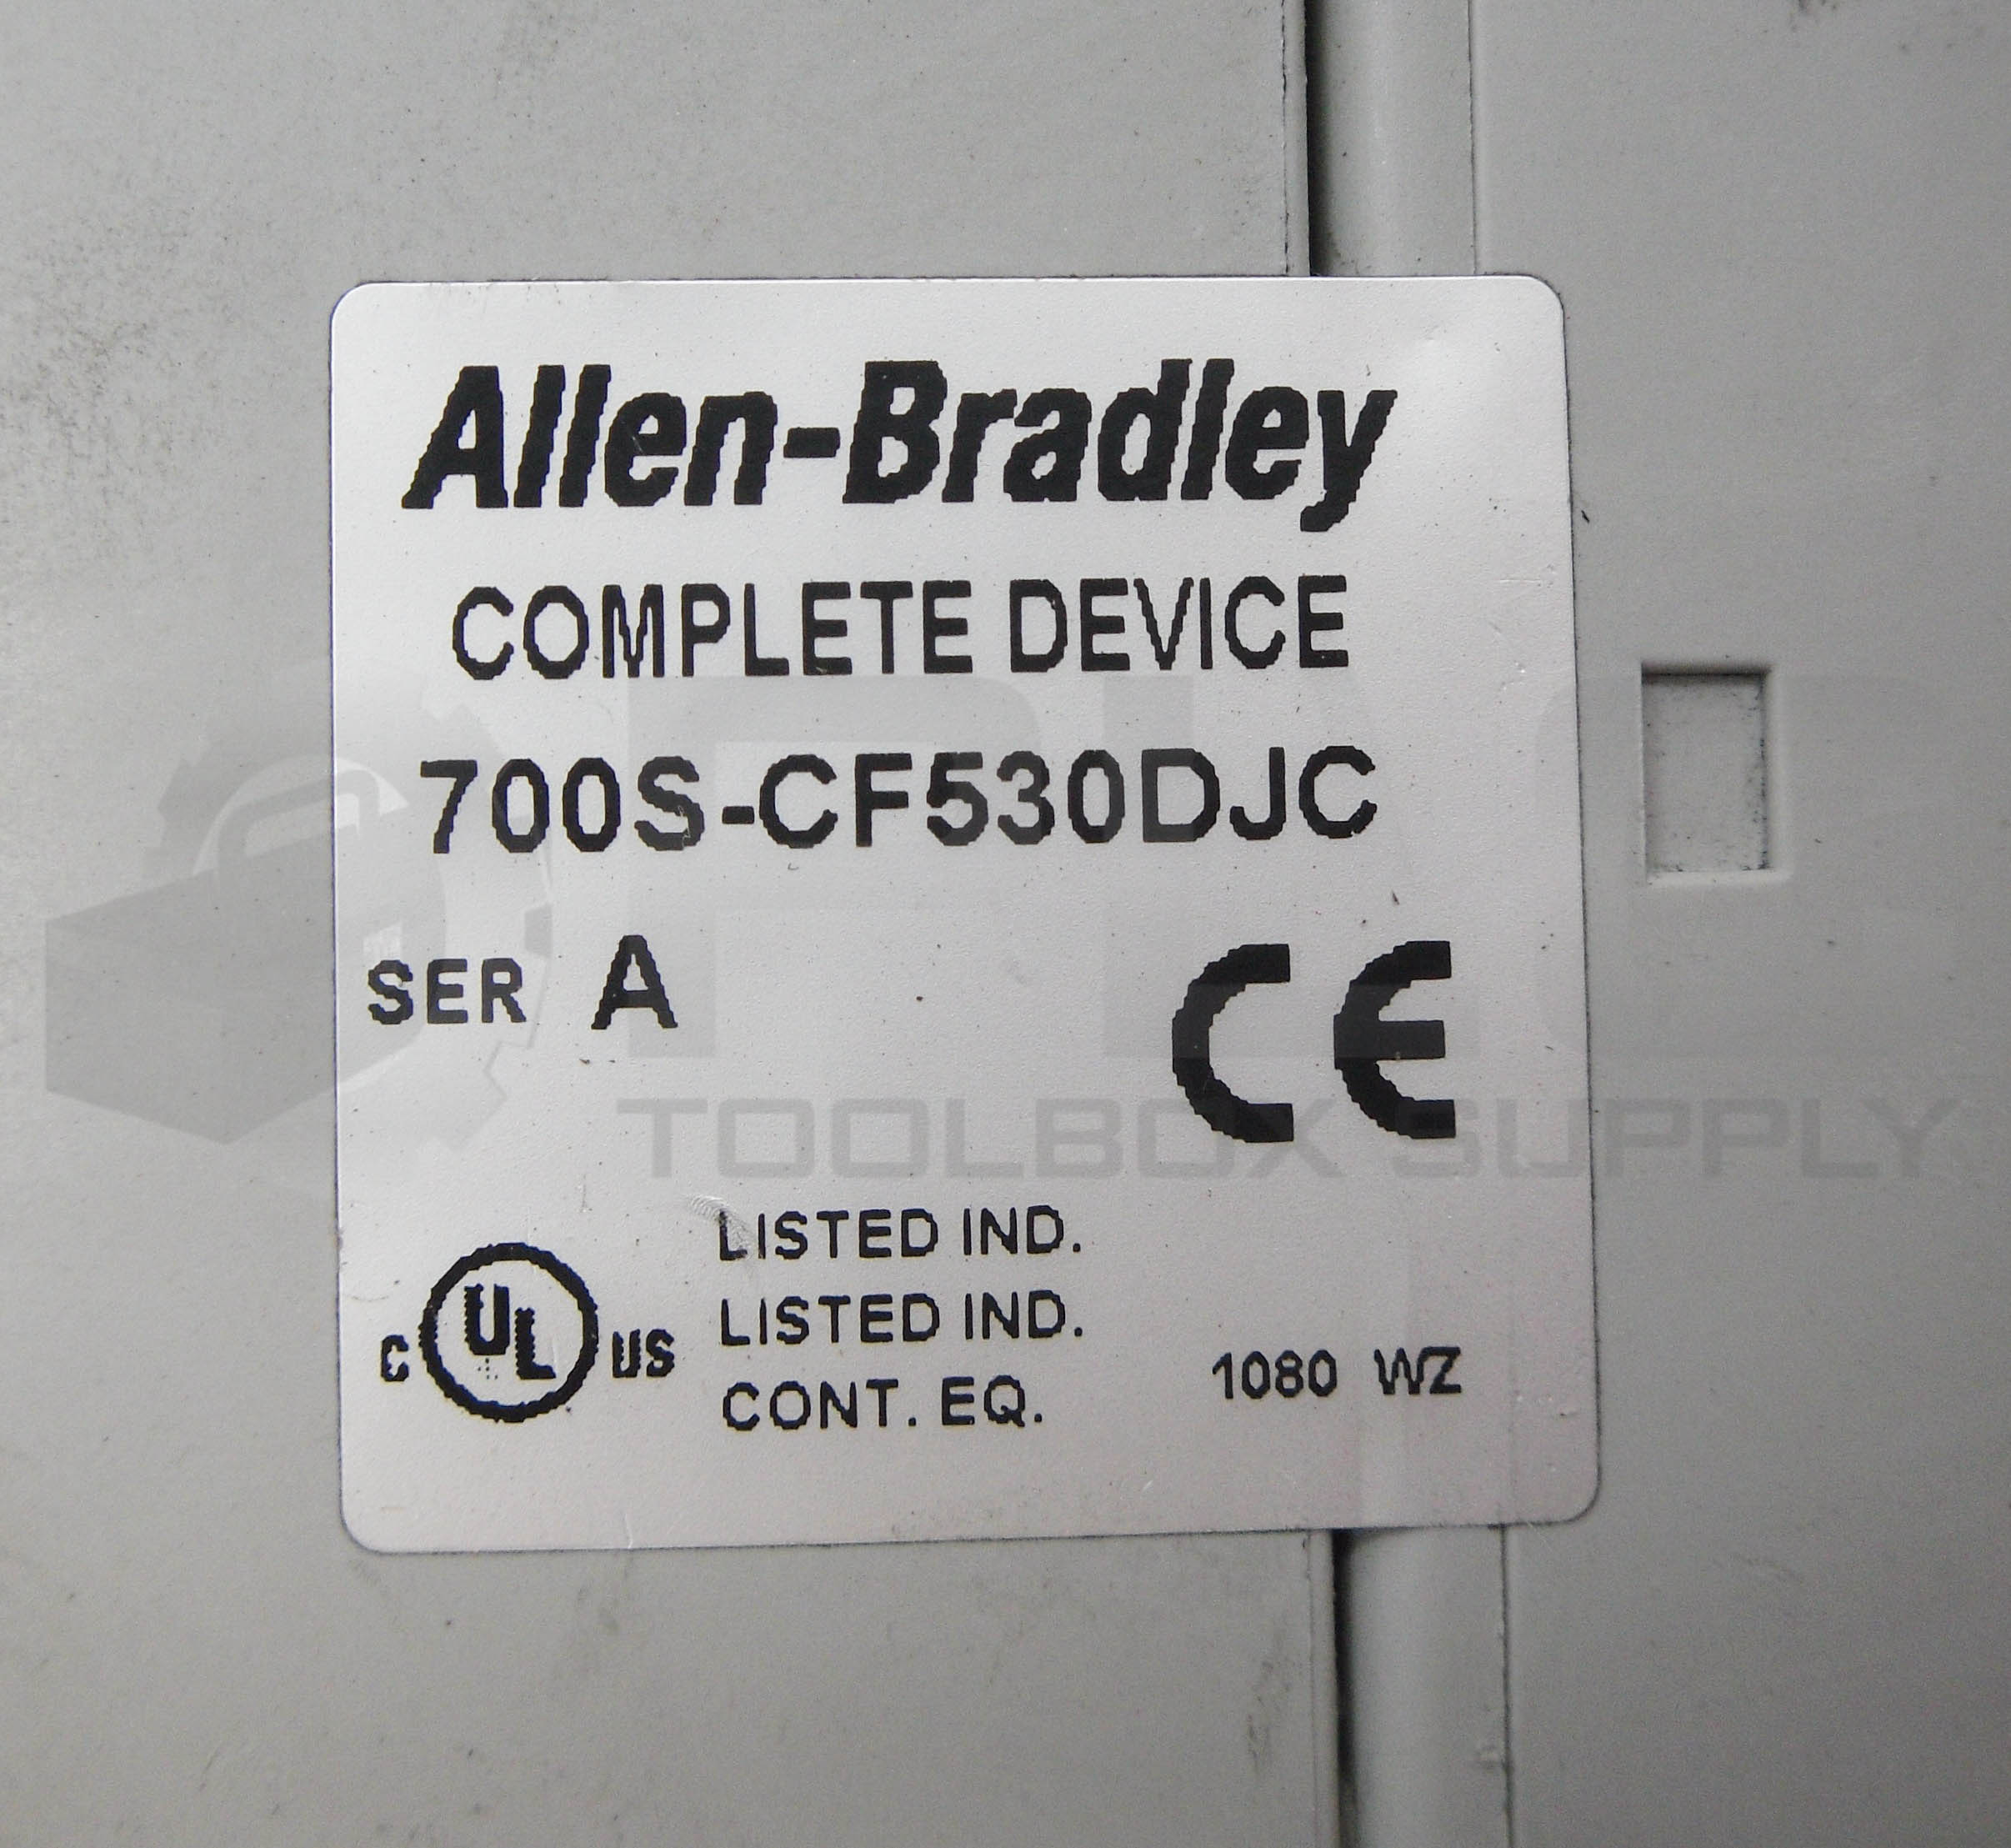 Allen-Bradley
COMPLETE DEVICE
700S-CF530DJC
SER A
CE
PLC
TOOLBOX SUPPLY
LISTED IND.
C UL US
LISTED IND.
CONT. EQ.
1080 WZ